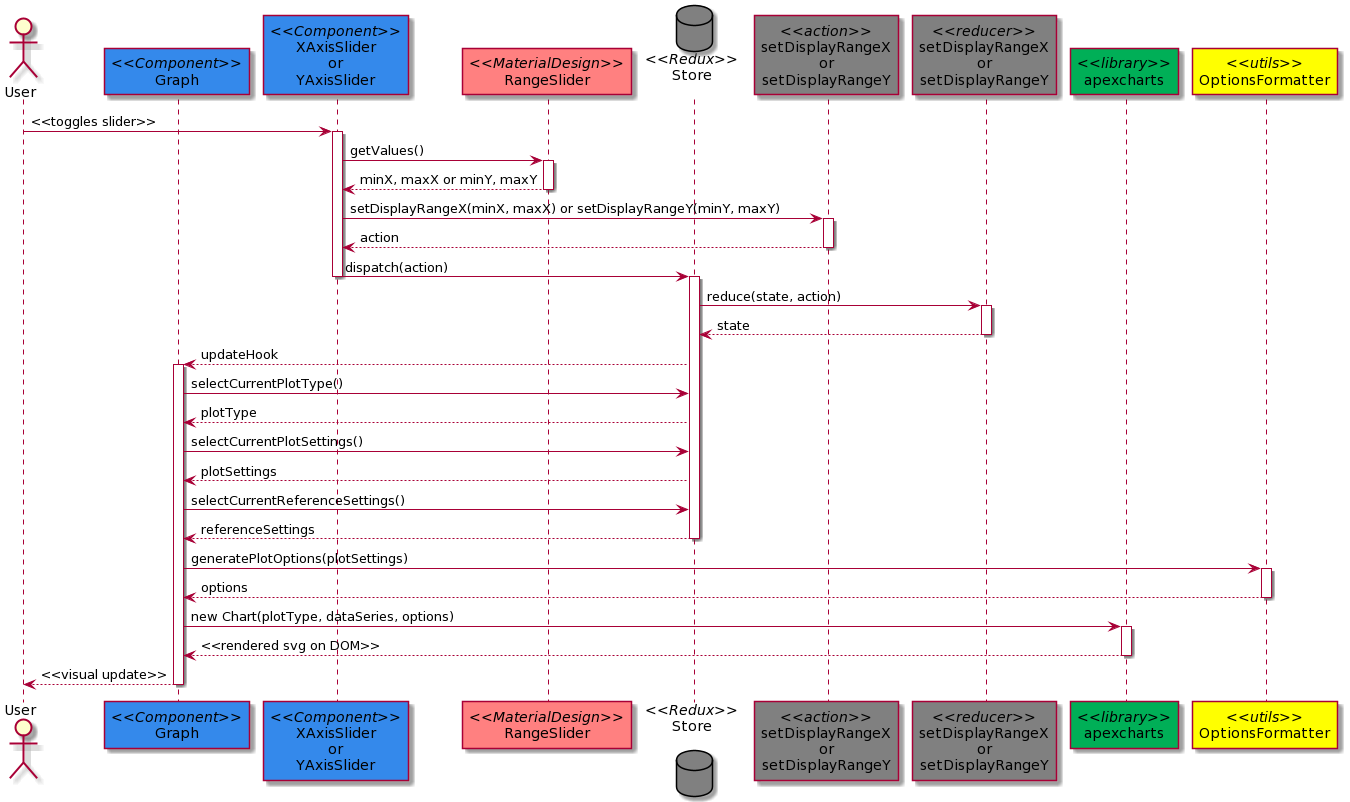 User
<<Component>>
Graph
<<Component>>
XAxisSlider
or
YAxisSlider
<<MaterialDesign>>
RangeSlider
<<Redux>>
Store
<<action>>
setDisplayRangeX
or
setDisplayRangeY
<<reducer>>
setDisplayRangeX
or
setDisplayRangeY
<<library>>
apexcharts
<<utils>>
OptionsFormatter
<<toggles slider>>
getValues()
minX, maxX or minY, maxY
setDisplayRangeX(minX, maxX) or setDisplayRangeY(minY, maxY)
action
dispatch(action)
reduce(state, action)
state
updateHook
selectCurrentPlotType()
plotType
selectCurrentPlotSettings()
plotSettings
selectCurrentReferenceSettings()
referenceSettings
generatePlotOptions(plotSettings)
options
new Chart(plotType, dataSeries, options)
<<rendered svg on DOM>>
<<visual update>>
User
<<Component>>
Graph
<<Component>>
XAxisSlider
or
YAxisSlider
<<MaterialDesign>>
RangeSlider
<<Redux>>
Store
<<action>>
setDisplayRangeX
or
setDisplayRangeY
<<reducer>>
setDisplayRangeX
or
setDisplayRangeY
<<library>>
apexcharts
<<utils>>
OptionsFormatter